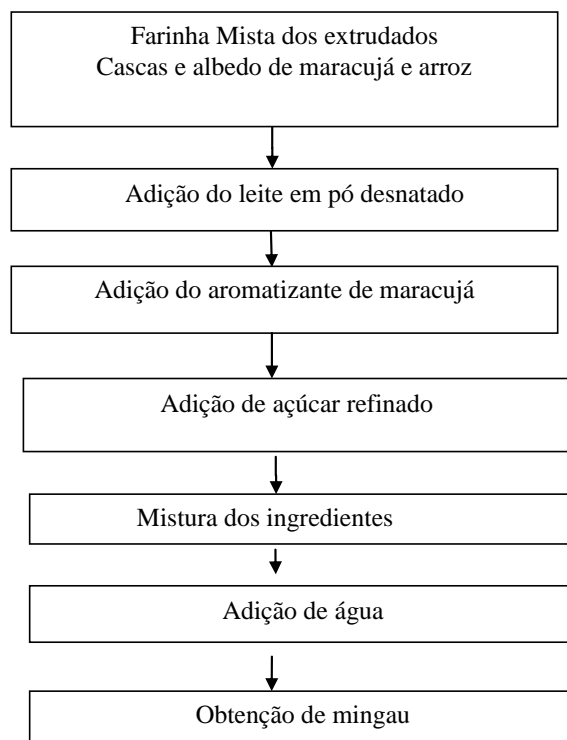 Farinha Mista dos extrudados
Cascas e albedo de maracujá e arroz
Adição do leite em pó desnatado
Adição do aromatizante de maracujá
Adição de açúcar refinado
Mistura dos ingredientes
Adição de água
Obtenção de mingau